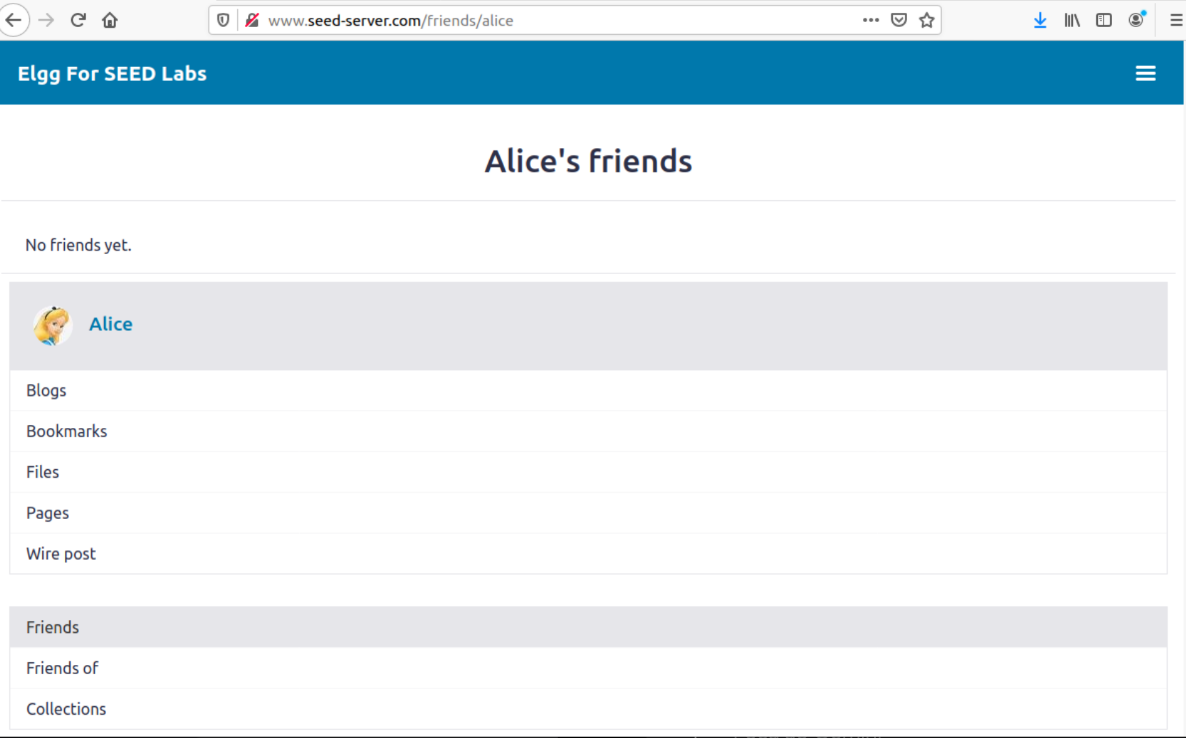 www.seed-server.com/friends/alice
Elgg For SEED Labs
Alice's friends
No friends yet.
Alice
Blogs
Bookmarks
Files
Pages
Wire post
Friends
Friends of
Collections